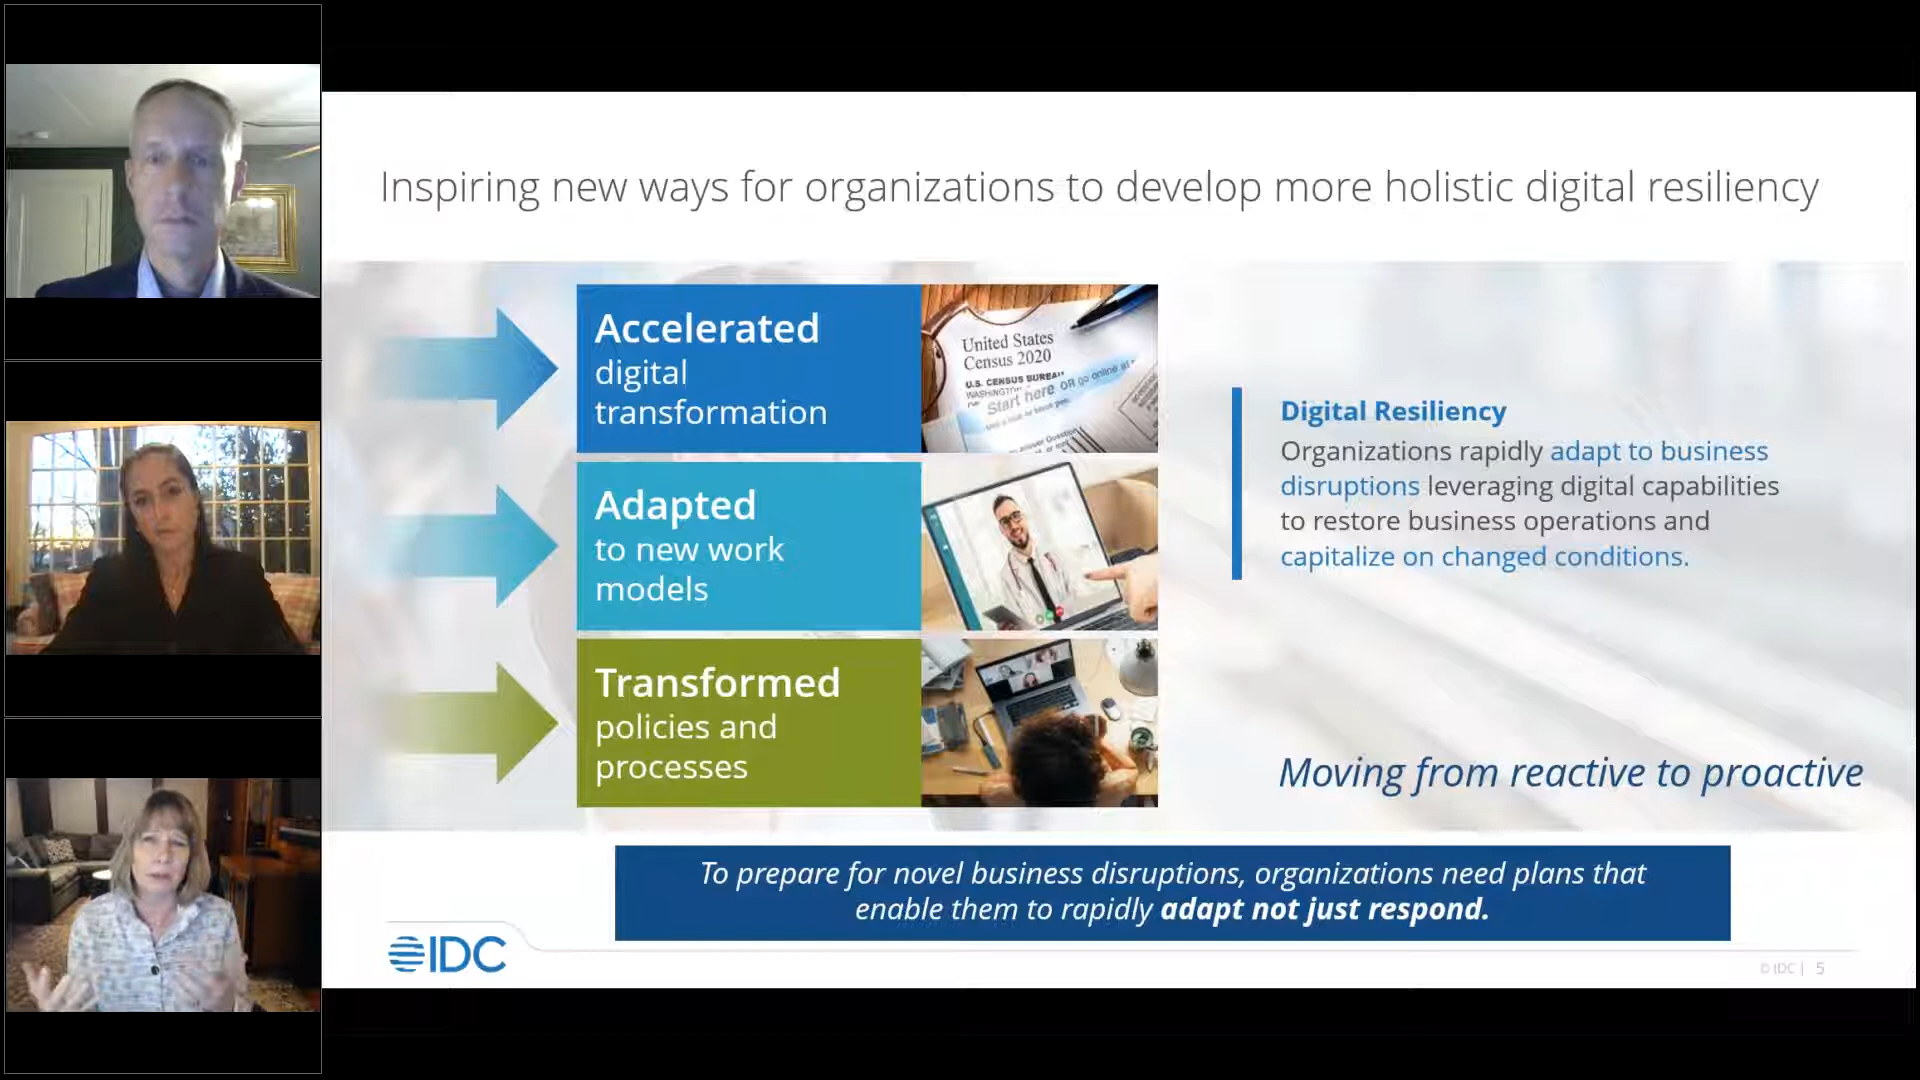 Inspiring new ways for organizations to develop more holistic digital resiliency
Accelerated
digital
transformation
United States
Census 2020
U.S. CENSUS BUREAU
Start here OR go online at
Adapted
to new work
models
Transformed
policies and
processes
Digital Resiliency
Organizations rapidly adapt to business
disruptions leveraging digital capabilities
to restore business operations and
capitalize on changed conditions.
Moving from reactive to proactive
To prepare for novel business disruptions, organizations need plans that
enable them to rapidly adapt not just respond.
IDC
© IDC | 5